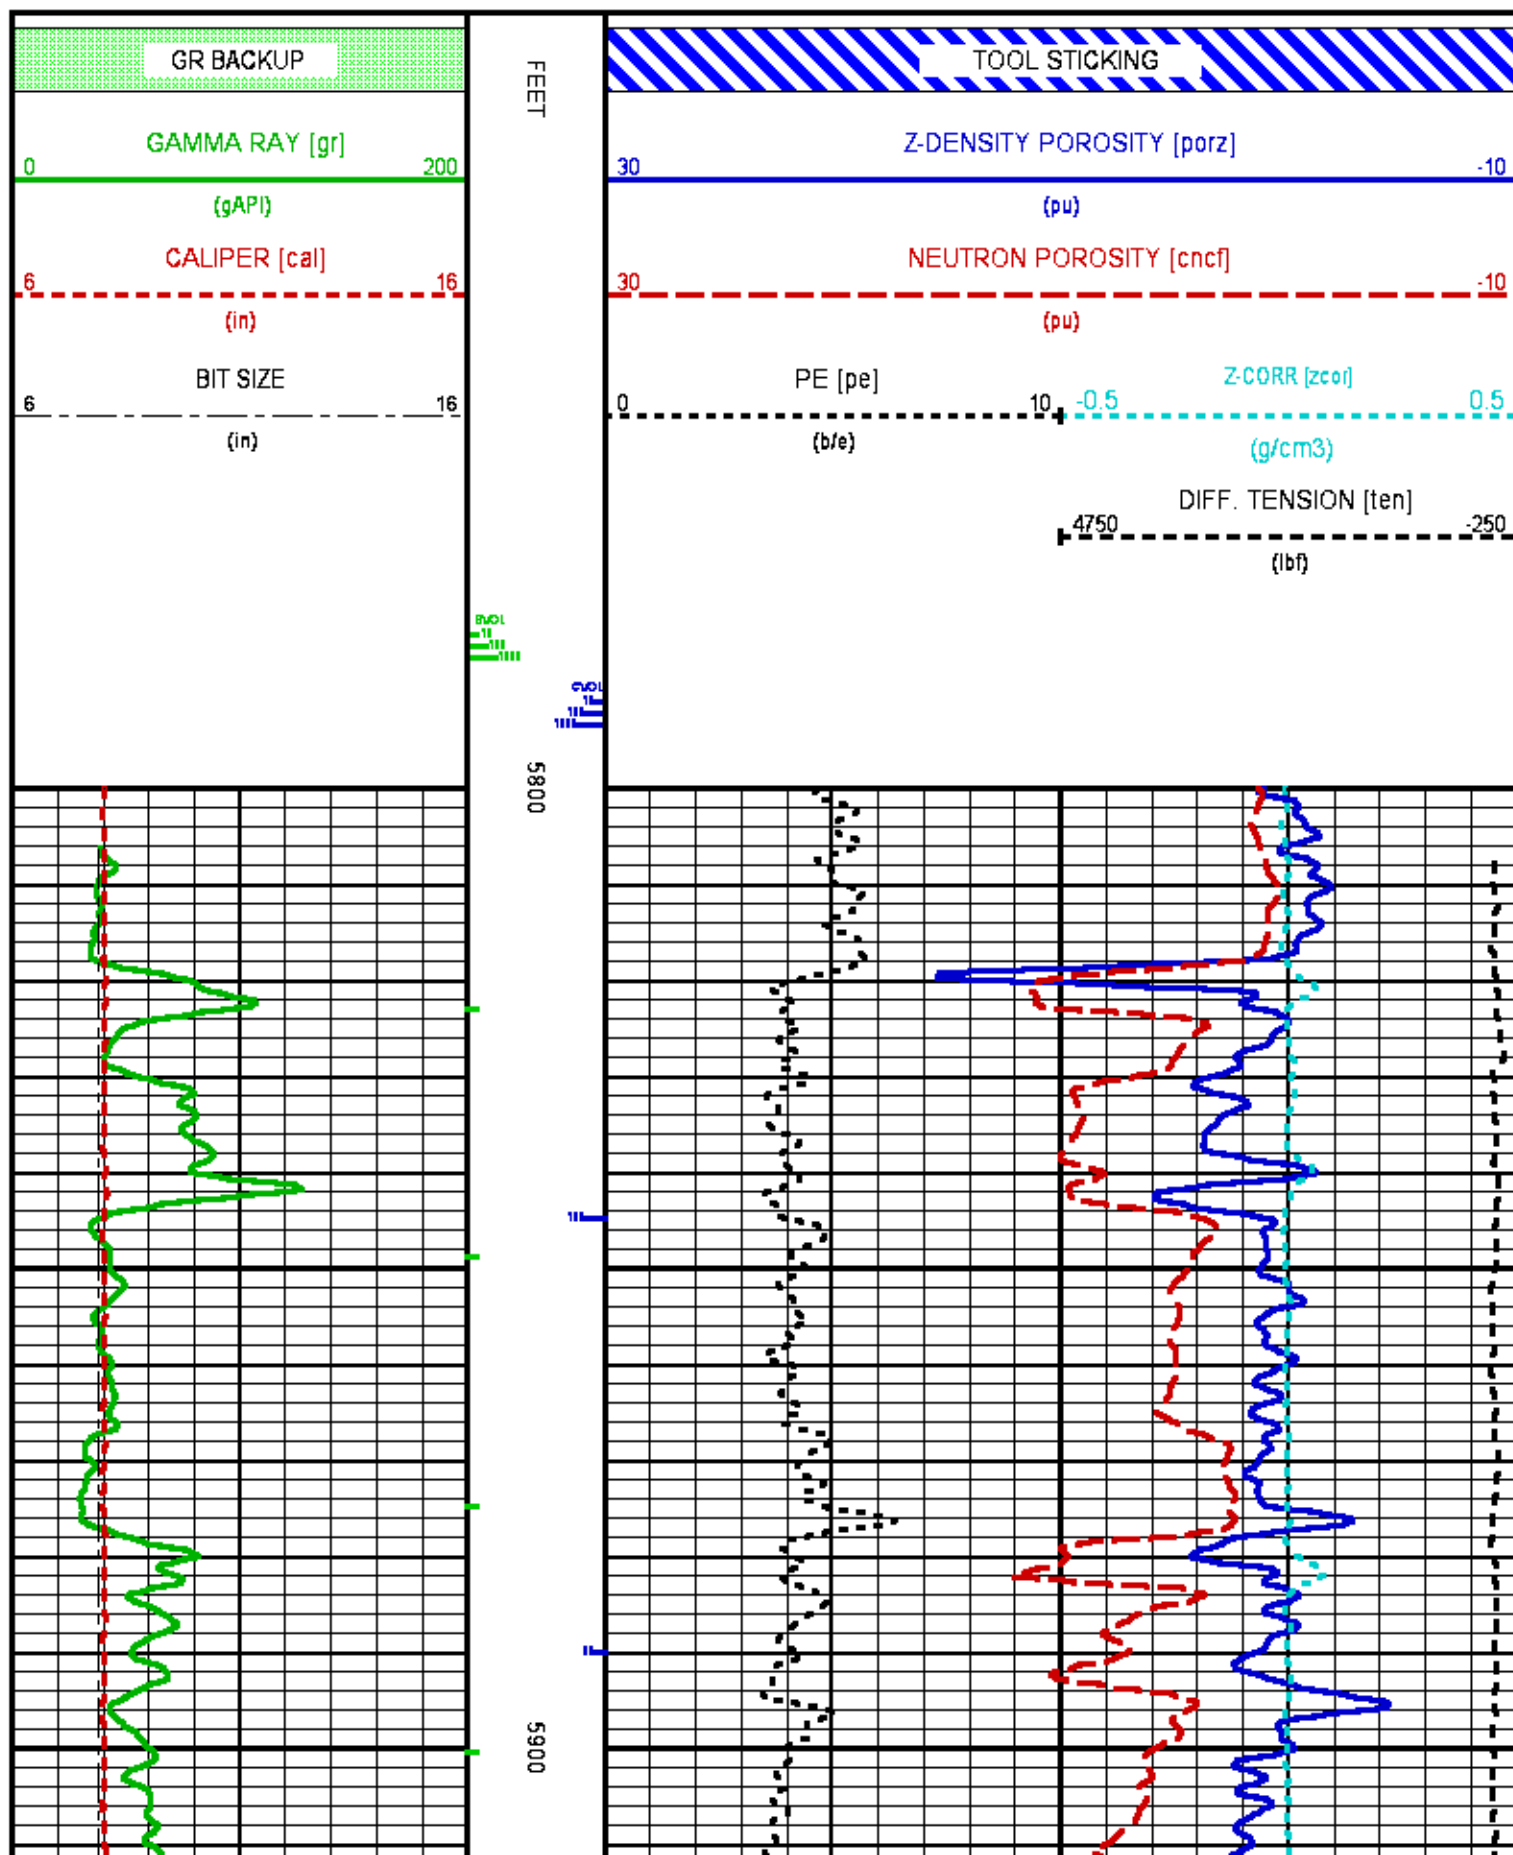 GR BACKUP
FEET
TOOL STICKING
GAMMA RAY [gr]
0 200
(gAPI)
Z-DENSITY POROSITY [porz]
30 -10
(pu)
CALIPER [cal]
6 16
(in)
NEUTRON POROSITY [cncf]
30 -10
(pu)
BIT SIZE
6 16
(in)
PE [pe]
0 10
(b/e)
Z-CORR [zcor]
-0.5 0.5
(g/cm3)
DIFF. TENSION [ten]
4750 -250
(lbf)
5800
5900